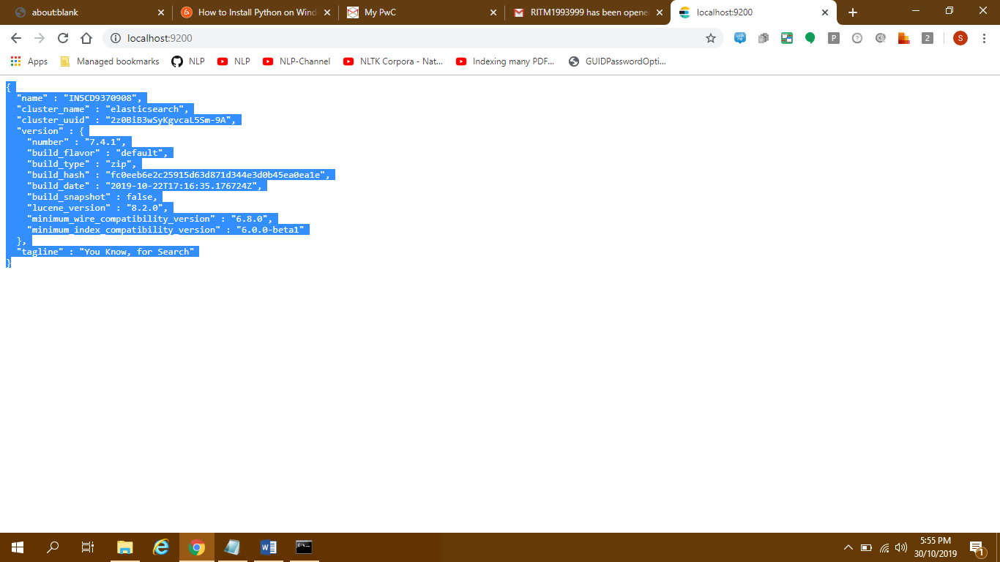 about:blank
How to Install Python on Wind
My PwC
RITM1993999 has been opene
localhost:9200
localhost:9200
P
2
S
Apps
Managed bookmarks
NLP
NLP
NLP-Channel
NLTK Corpora - Nat...
Indexing many PDF...
GUIDPasswordOpti...
{
"name" : "IN5CD9370908",
"cluster_name" : "elasticsearch",
"cluster_uuid" : "2z0BiB3wSyKgvcaL5Sm-9A",
"version" : {
"number" : "7.4.1",
"build_flavor" : "default",
"build_type" : "zip",
"build_hash" : "fc0eeb6e2c25915d63d871d344e3d0b45ea0ea1e",
"build_date" : "2019-10-22T17:16:35.176724Z",
"build_snapshot" : false,
"lucene_version" : "8.2.0",
"minimum_wire_compatibility_version" : "6.8.0",
"minimum_index_compatibility_version" : "6.0.0-beta1"
},
"tagline" : "You Know, for Search"
}
5:55 PM
30/10/2019
1